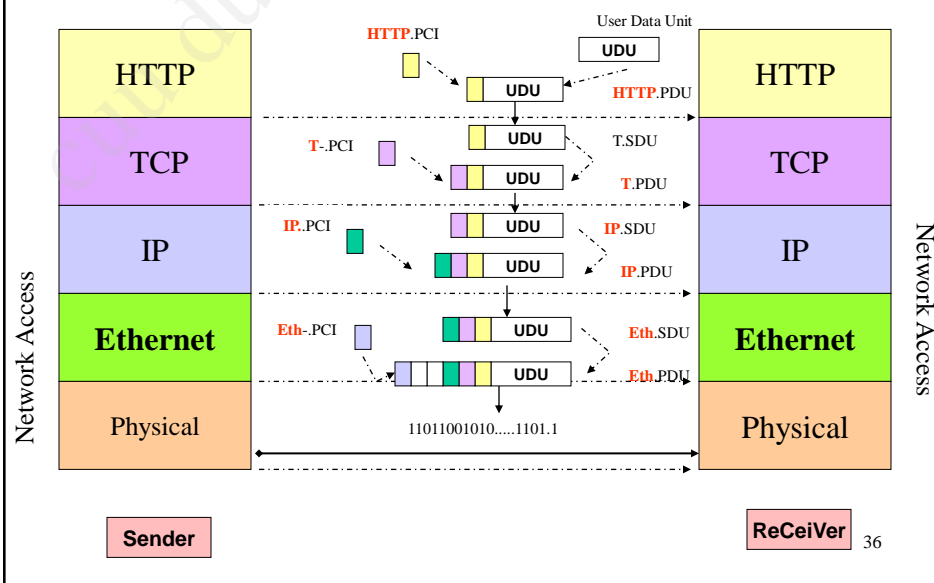 User Data Unit
HTTP.PCI
UDU
HTTP
UDU
HTTP.PDU
HTTP
UDU
T.SDU
TCP
T-.PCI
UDU
T.PDU
TCP
UDU
IP.SDU
IP
IP..PCI
UDU
IP.PDU
IP
Network Access
Network Access
Ethernet
Eth-.PCI
UDU
Eth.SDU
Ethernet
UDU
Eth.PDU
Physical
11011001010.....1101.1
Physical
Sender
ReCeiVer
36